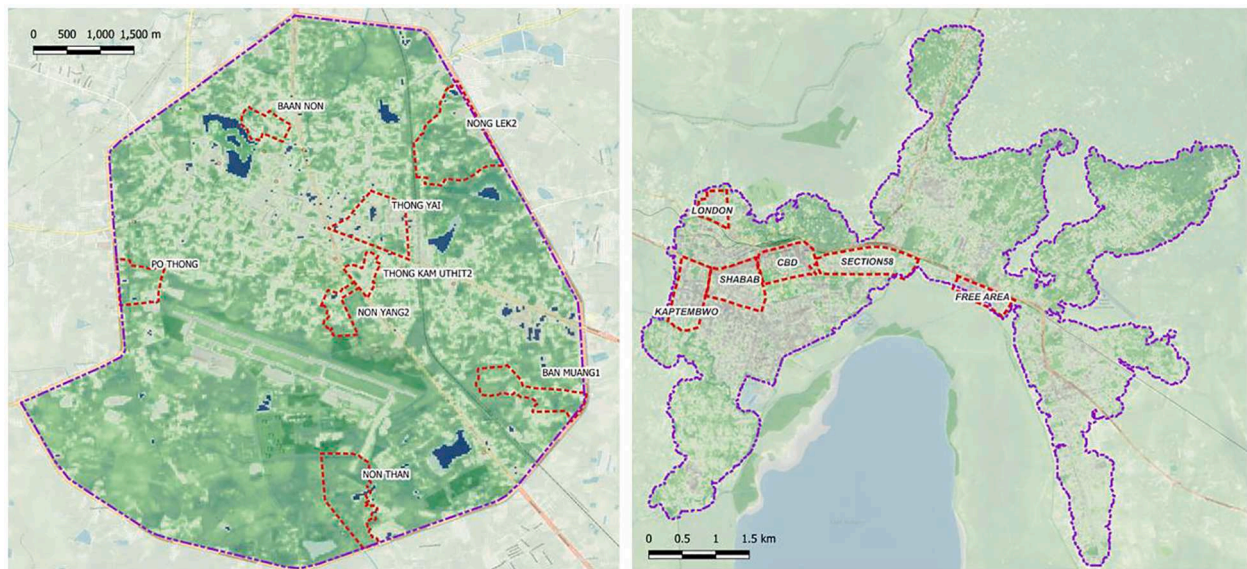 0 500 1,000 1,500 m
BAAN NON
NONG LEK2
THONG YAI
PO THONG
THONG KAM UTHIT2
NON YANG2
BAN MUANG1
NON THAN
LONDON
CBD
SECTION58
SHABAB
FREE AREA
KAPTEMBWO
0 0.5 1 1.5 km